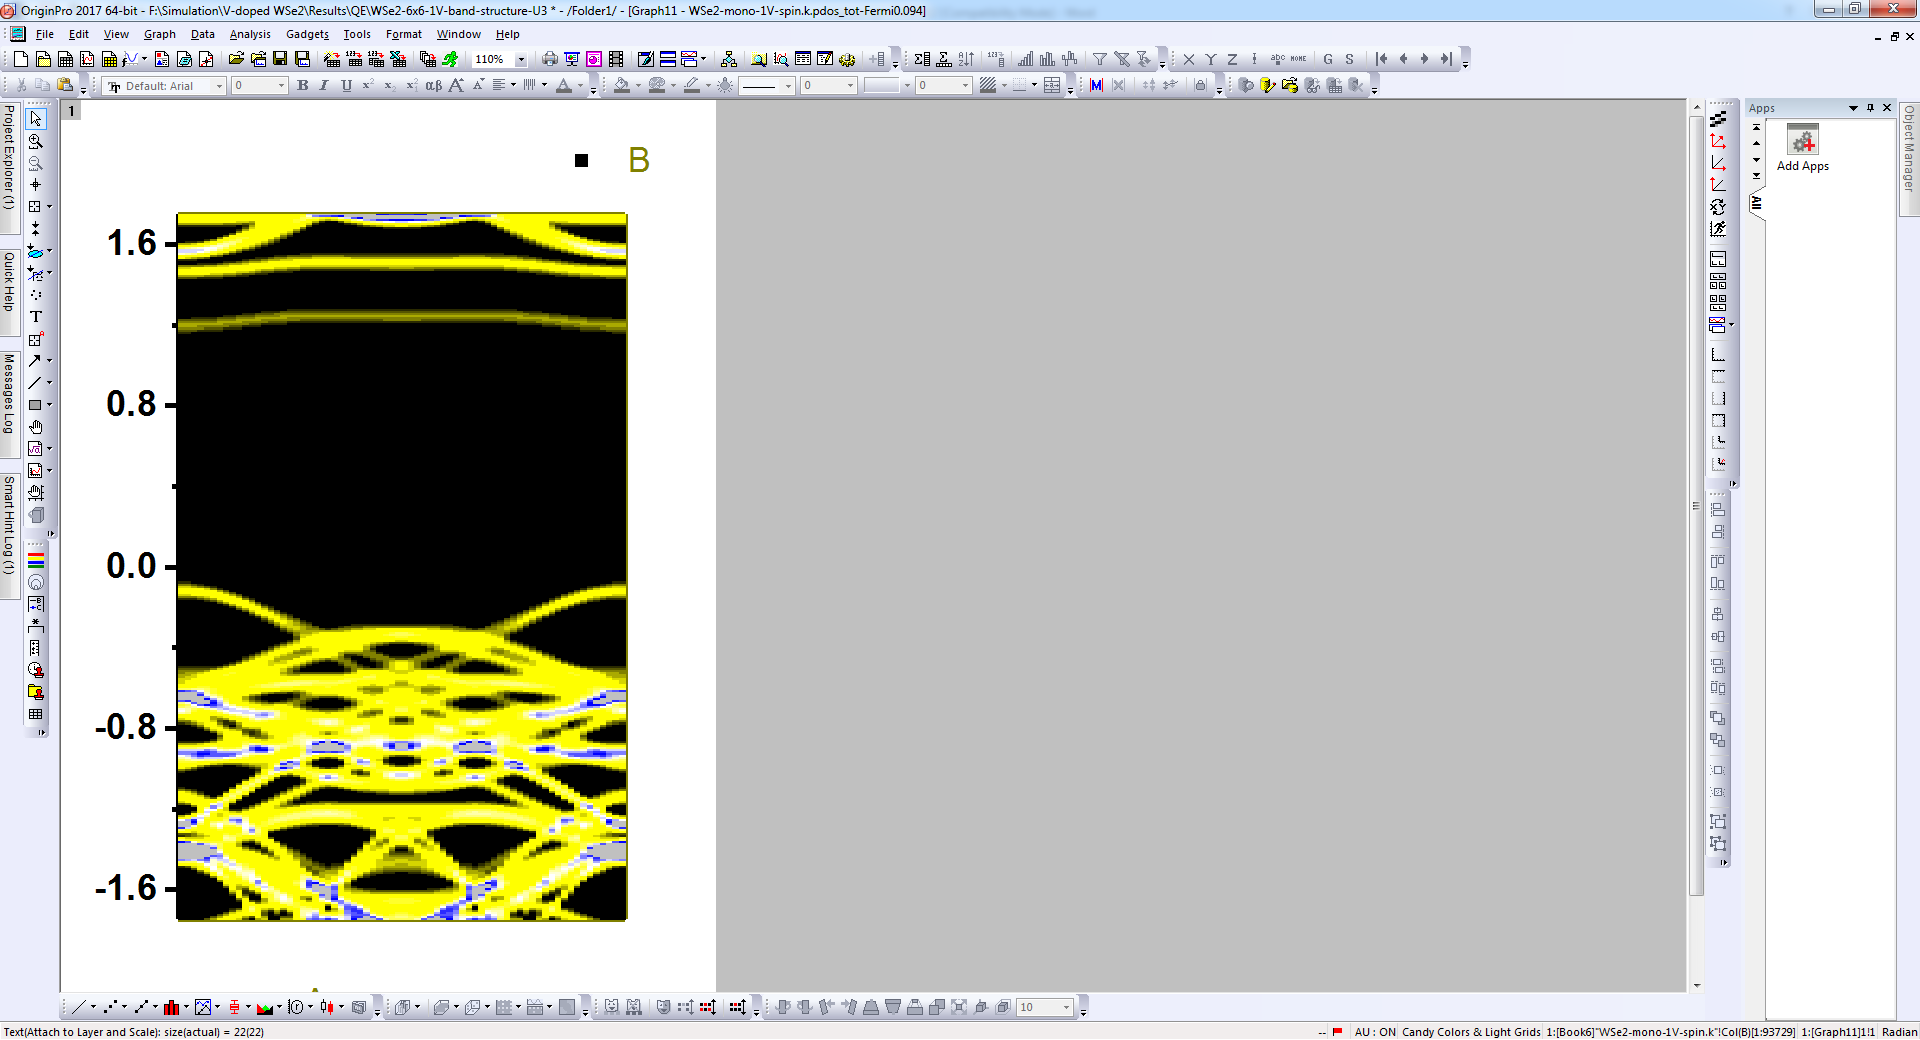 OriginPro 2017 64-bit - F:\Simulation\V-doped WSe2\Results\QE\WSe2-6x6-1V-band-structure-U3 * - /Folder1/ - [Graph11 - WSe2-mono-1V-spin.k.pdos_tot-Fermi0.094]
File Edit View Graph Data Analysis Gadgets Tools Format Window Help
110%
Default: Arial 0
B I U
αβ
0 0
X Y Z
G S
Project Explorer (1)
Quick Help
Messages Log
Smart Hint Log (1)
1
B
1.6
0.8
0.0
-0.8
-1.6
Apps
Add Apps
All
Object Manager
10
Text(Attach to Layer and Scale): size(actual) = 22(22)
-- AU : ON Candy Colors & Light Grids 1:[Book6]"WSe2-mono-1V-spin.k"!Col(B)[1:93729] 1:[Graph11]1!1 Radian